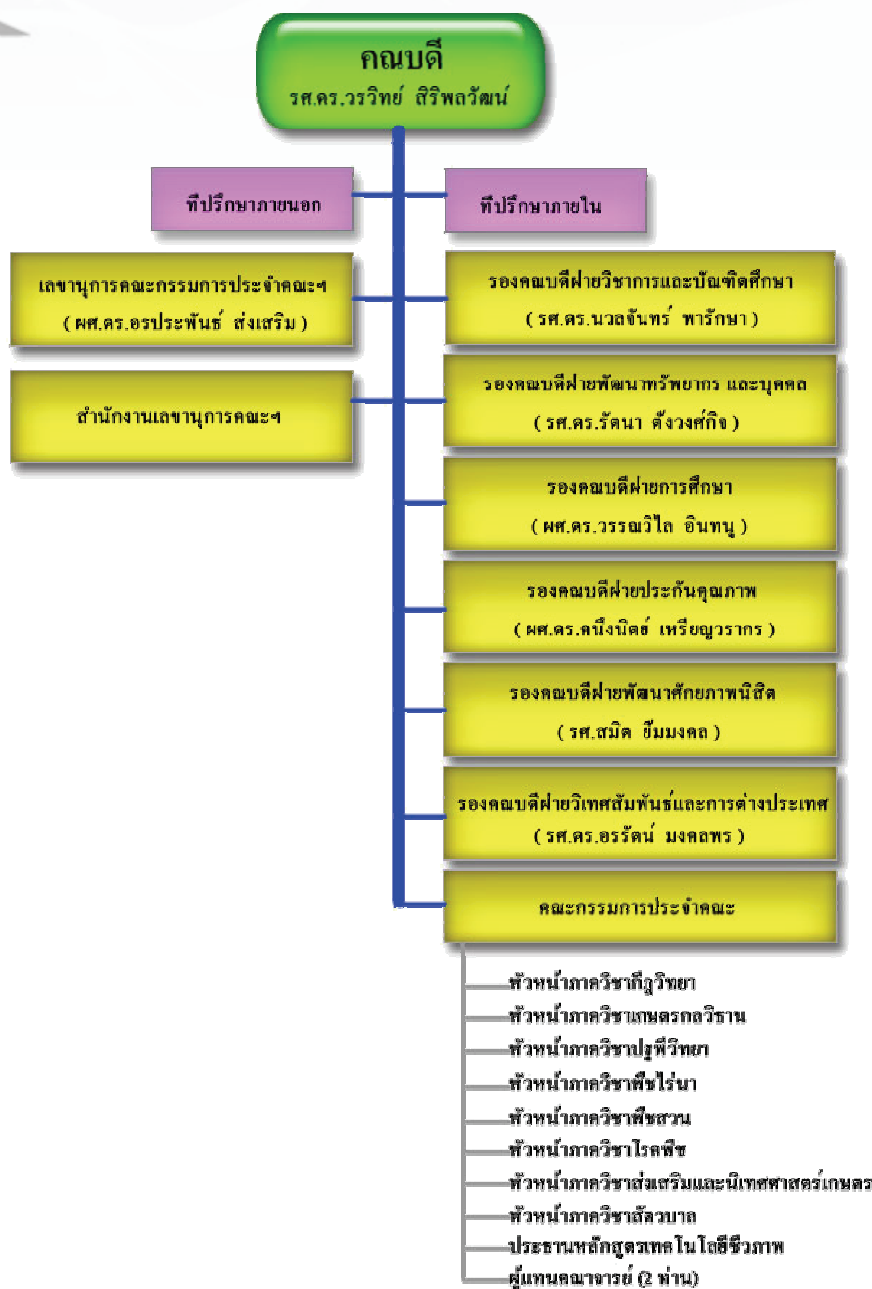 คณบดี
รศ.ดร.วรวิทย์ สิริพลวัฒน์
ที่ปรึกษาภายนอก
ที่ปรึกษาภายใน
เลขานุการคณะกรรมการประจำคณะฯ
( ผศ.ดร.อรประพันธ์ ส่งเสริม )
รองคณบดีฝ่ายวิชาการและบัณฑิตศึกษา
( รศ.ดร.นวลจันทร์ พารักษา )
สำนักงานเลขานุการคณะฯ
รองคณบดีฝ่ายพัฒนาทรัพยากร และบุคคล
( รศ.ดร.รัตนา ตั้งวงศ์กิจ )
รองคณบดีฝ่ายการศึกษา
( ผศ.ดร.วรรณวิไล อินทนู )
รองคณบดีฝ่ายประกันคุณภาพ
( ผศ.ดร.คนึงนิตย์ เหรียญวรากร )
รองคณบดีฝ่ายพัฒนาศักยภาพนิสิต
( รศ.สมิต ยิ้มมงคล )
รองคณบดีฝ่ายวิเทศสัมพันธ์และการต่างประเทศ
( รศ.ดร.อรรัตน์ มงคลพร )
คณะกรรมการประจำคณะ
หัวหน้าภาควิชากีฏวิทยา
หัวหน้าภาควิชาเกษตรกลวิธาน
หัวหน้าภาควิชาปฐพีวิทยา
หัวหน้าภาควิชาพืชไร่นา
หัวหน้าภาควิชาพืชสวน
หัวหน้าภาควิชาโรคพืช
หัวหน้าภาควิชาส่งเสริมและนิเทศศาสตร์เกษตร
หัวหน้าภาควิชาสัตวบาล
ประธานหลักสูตรเทคโนโลยีชีวภาพ
ผู้แทนคณาจารย์ (2 ท่าน)